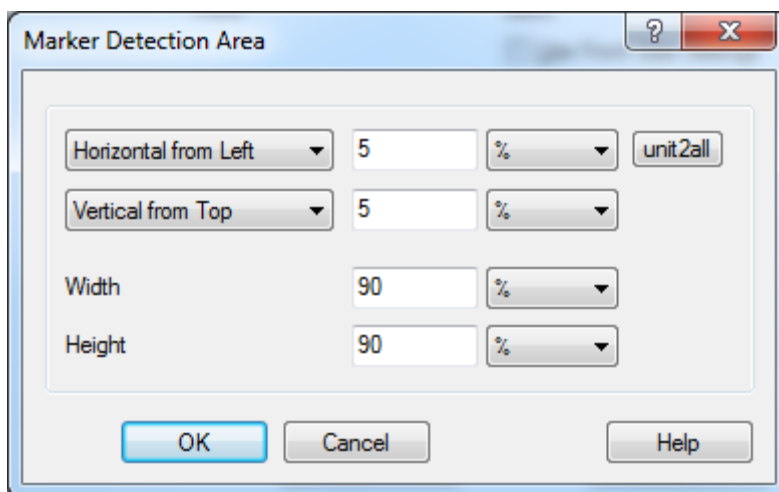 Marker Detection Area
Horizontal from Left 5 % unit2all
Vertical from Top 5 %
Width 90 %
Height 90 %
OK Cancel Help